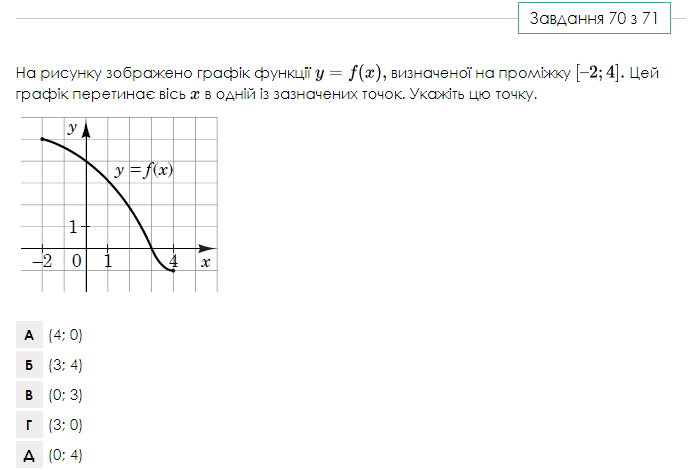 Завдання 70 з 71
На рисунку зображено графік функції y = f(x), визначеної на проміжку [−2; 4]. Цей
графік перетинає вісь x в одній із зазначених точок. Укажіть цю точку.
y
y = f(x)
1
−2 0 1 4 x
А (4; 0)
Б (3; 4)
В (0; 3)
Г (3; 0)
Д (0; 4)